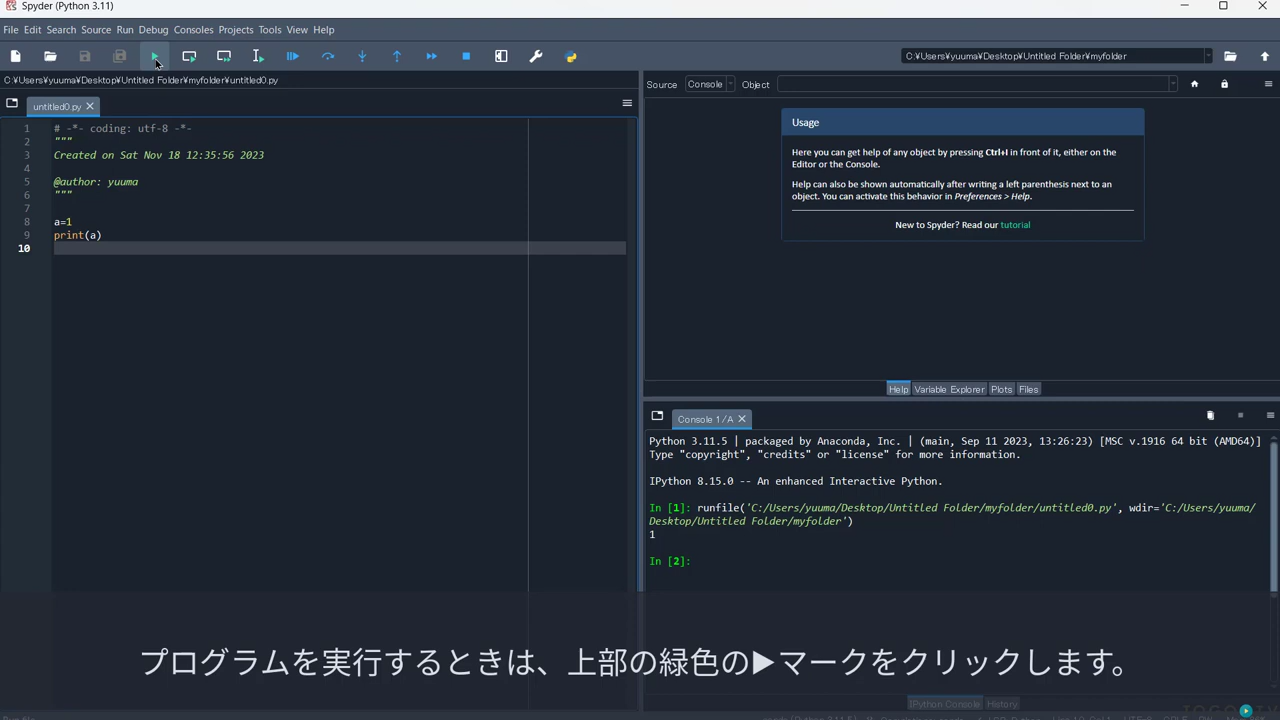 Spyder (Python 3.11)
File Edit Search Source Run Debug Consoles Projects Tools View Help
C:¥Users¥yuuma¥Desktop¥Untitled Folder¥myfolder
C:¥Users¥yuuma¥Desktop¥Untitled Folder¥myfolder¥untitled0.py
Source Console Object
untitled0.py
1 # -*- coding: utf-8 -*-
2 """
3 Created on Sat Nov 18 12:35:56 2023
4
5 @author: yuuma
6 """
7
8 a=1
9 print(a)
10
Usage
Here you can get help of any object by pressing Ctrl+I in front of it, either on the
Editor or the Console.
Help can also be shown automatically after writing a left parenthesis next to an
object. You can activate this behavior in Preferences > Help.
New to Spyder? Read our tutorial
Help Variable Explorer Plots Files
Console 1/A
Python 3.11.5 | packaged by Anaconda, Inc. | (main, Sep 11 2023, 13:26:23) [MSC v.1916 64 bit (AMD64)]
Type "copyright", "credits" or "license" for more information.
IPython 8.15.0 -- An enhanced Interactive Python.
In [1]: runfile('C:/Users/yuuma/Desktop/Untitled Folder/myfolder/untitled0.py', wdir='C:/Users/yuuma/
Desktop/Untitled Folder/myfolder')
1
In [2]:
プログラムを実行するときは、上部の緑色の▶マークをクリックします。
IPython Console History